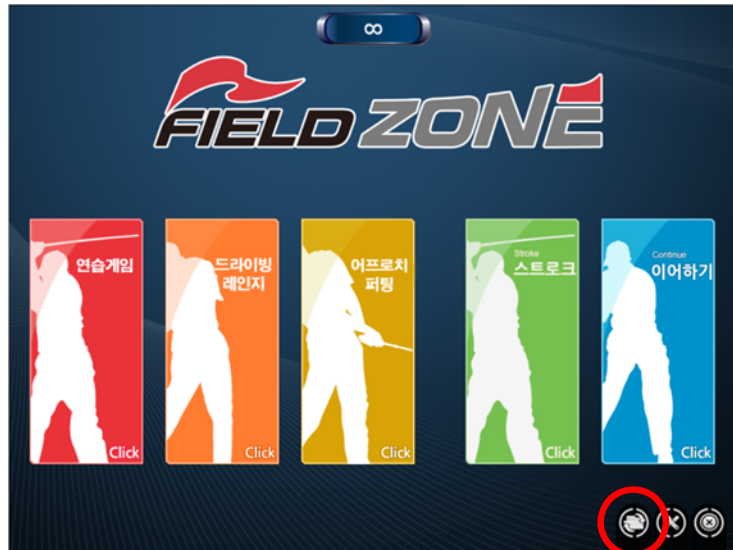 ∞
FIELD ZONE
연습게임
Click
드라이빙
레인지
Click
어프로치
퍼팅
Click
Stroke
스트로크
Click
Continue
이어하기
Click